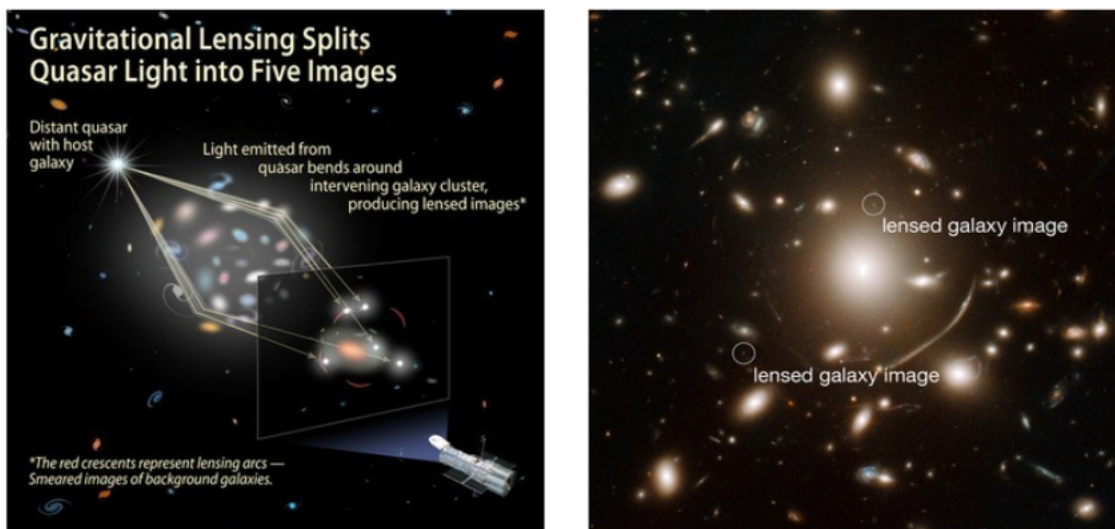 Gravitational Lensing Splits
Quasar Light into Five Images
Distant quasar
with host
galaxy
Light emitted from
quasar bends around
intervening galaxy cluster,
producing lensed images*
*The red crescents represent lensing arcs —
Smeared images of background galaxies.
lensed galaxy image
lensed galaxy image